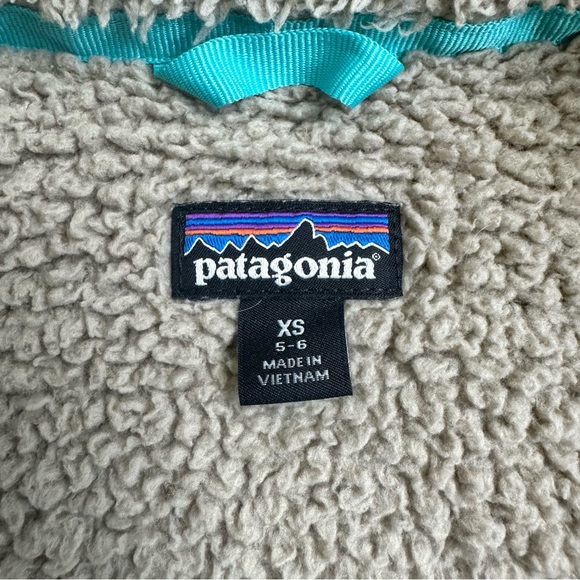 patagonia®
XS
5-6
MADE IN
VIETNAM